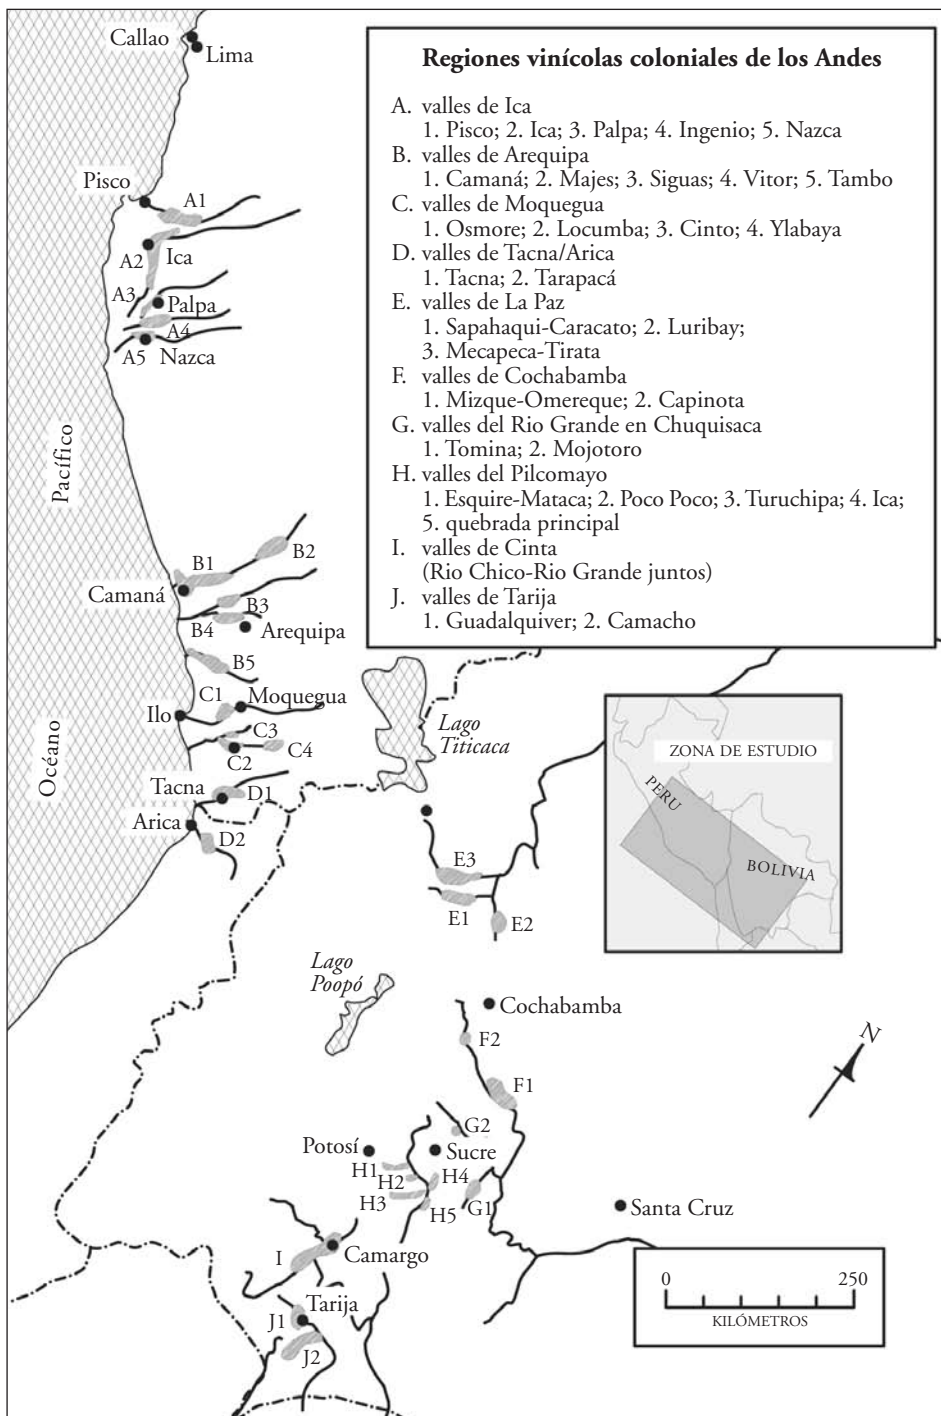 Regiones vinícolas coloniales de los Andes
A. valles de Ica
1. Pisco; 2. Ica; 3. Palpa; 4. Ingenio; 5. Nazca
B. valles de Arequipa
1. Camaná; 2. Majes; 3. Siguas; 4. Vitor; 5. Tambo
C. valles de Moquegua
1. Osmore; 2. Locumba; 3. Cinto; 4. Ylabaya
D. valles de Tacna/Arica
1. Tacna; 2. Tarapacá
E. valles de La Paz
1. Sapahaqui-Caracato; 2. Luribay;
3. Mecapeca-Tirata
F. valles de Cochabamba
1. Mizque-Omereque; 2. Capinota
G. valles del Rio Grande en Chuquisaca
1. Tomina; 2. Mojotoro
H. valles del Pilcomayo
1. Esquire-Mataca; 2. Poco Poco; 3. Turuchipa; 4. Ica;
5. quebrada principal
I. valles de Cinta
(Rio Chico-Rio Grande juntos)
J. valles de Tarija
1. Guadalquiver; 2. Camacho
Callao
Lima
Pisco
A1
A2
Ica
A3
Palpa
A4
A5
Nazca
Océano
Pacífico
B2
B1
Camaná
B3
B4
Arequipa
B5
C1
Moquegua
Ilo
C3
C2
C4
Lago
Titicaca
Tacna
D1
Arica
D2
E3
E1
E2
ZONA DE ESTUDIO
PERU
BOLIVIA
Lago
Poopó
Cochabamba
F2
F1
N
G2
Potosí
Sucre
H1
H2
H4
H3
H5
G1
Santa Cruz
I
Camargo
Tarija
J1
J2
0
250
KILÓMETROS